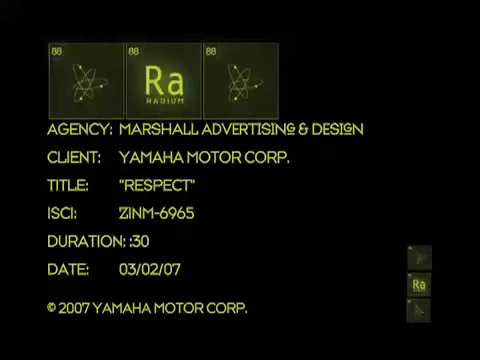 88 88 88
Ra
RADIUM
AGENCY: MARSHALL ADVERTISING & DESIGN
CLIENT: YAMAHA MOTOR CORP.
TITLE: "RESPECT"
ISCI: ZINM-6965
DURATION: :30
DATE: 03/02/07
© 2007 YAMAHA MOTOR CORP.
Ra